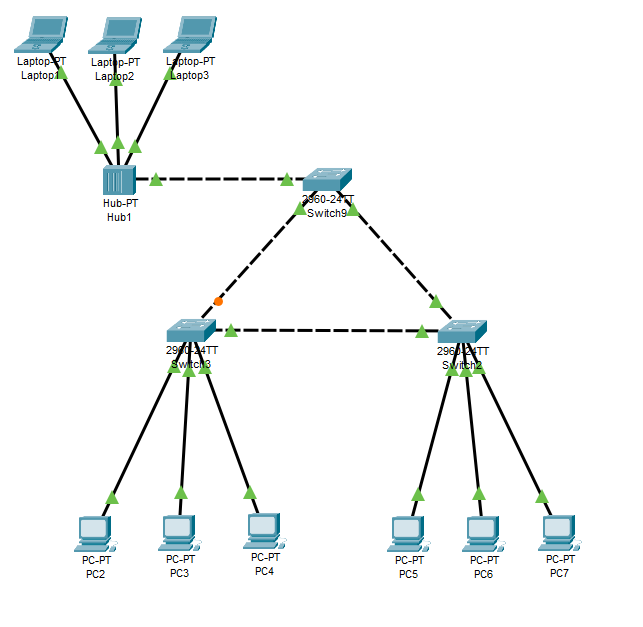 Laptop-PT
Laptop1
Laptop-PT
Laptop2
Laptop-PT
Laptop3
Hub-PT
Hub1
2960-24TT
Switch9
2960-24TT
Switch3
2960-24TT
Switch2
PC-PT
PC2
PC-PT
PC3
PC-PT
PC4
PC-PT
PC5
PC-PT
PC6
PC-PT
PC7